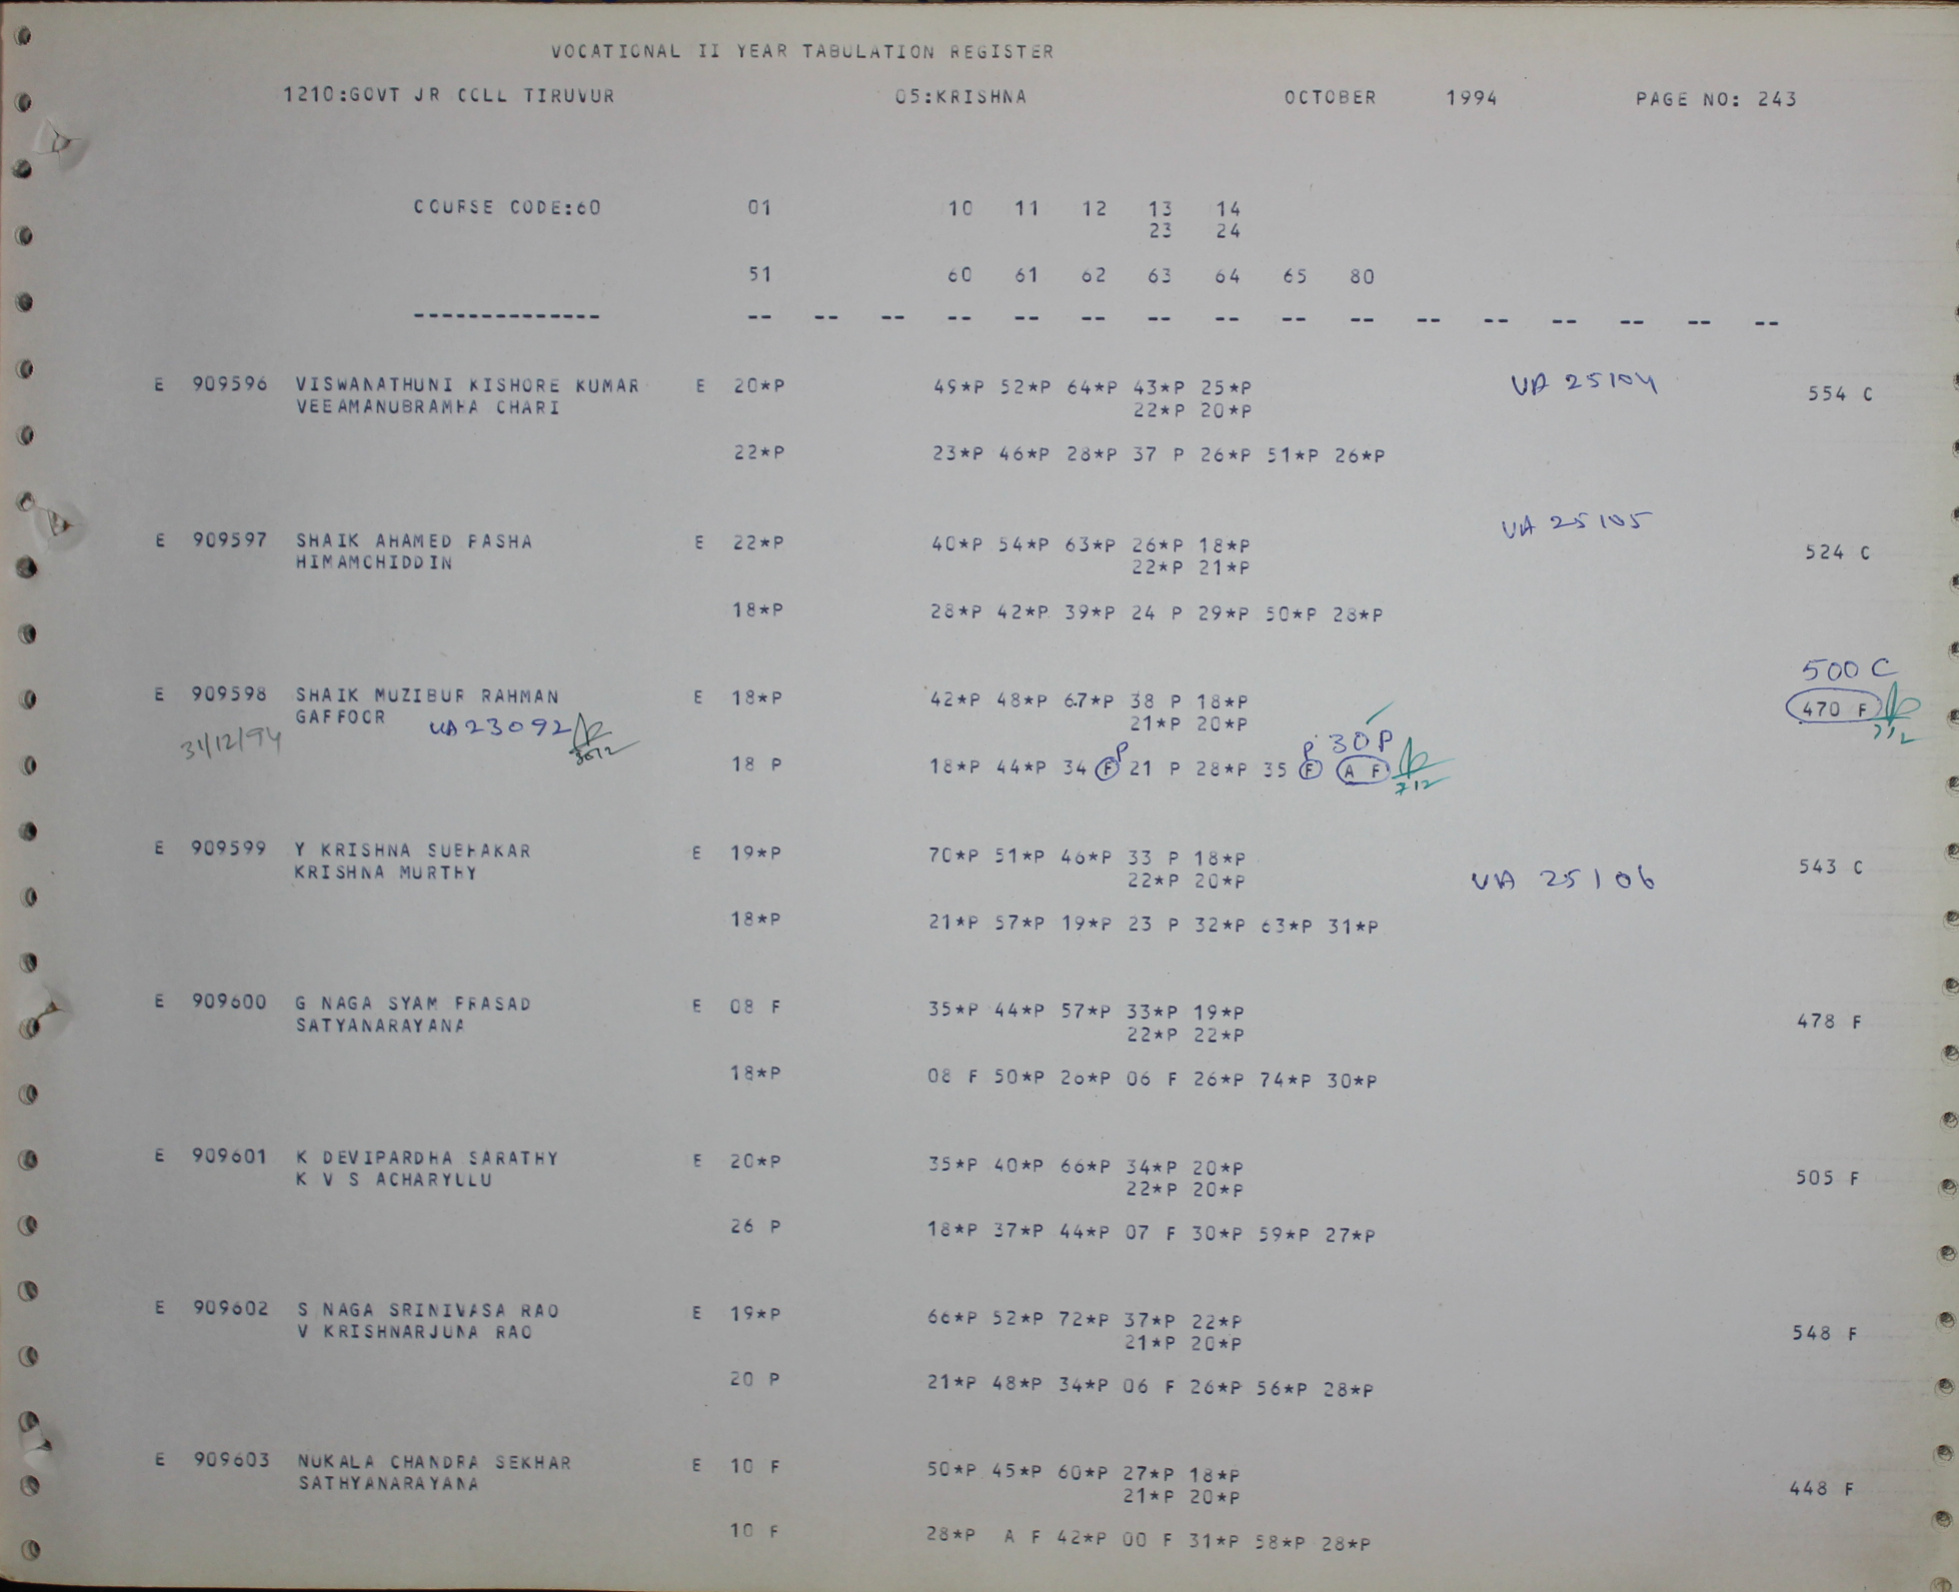 VOCATIONAL II YEAR TABULATION REGISTER
1210:GOVT JR COLL TIRUVUR 05:KRISHNA OCTOBER 1994 PAGE NO: 243
COURSE CODE:60 01 10 11 12 13 14
23 24
51 60 61 62 63 64 65 80
-------------- -- -- -- -- -- -- -- -- -- -- -- -- -- -- -- --
E 909596 VISWANATHUNI KISHORE KUMAR E 20*P 49*P 52*P 64*P 43*P 25*P VA 25104 554 C
VEEAMANUBRAMHA CHARI 22*P 20*P
22*P 23*P 46*P 28*P 37 P 26*P 51*P 26*P
E 909597 SHAIK AHAMED PASHA E 22*P 40*P 54*P 63*P 26*P 18*P VA 25105 524 C
HIMAMOHIDDIN 22*P 21*P
18*P 28*P 42*P 39*P 24 P 29*P 50*P 28*P
500 C
E 909598 SHAIK MUZIBUR RAHMAN E 18*P 42*P 48*P 67*P 38 P 18*P 470 F
GAFFOOR VA 23092 21*P 20*P
31/12/94 30/12 P P 30P
18 P 18*P 44*P 34 F 21 P 28*P 35 F A F
E 909599 Y KRISHNA SUBHAKAR E 19*P 70*P 51*P 46*P 33 P 18*P 543 C
KRISHNA MURTHY 22*P 20*P VA 25106
18*P 21*P 57*P 19*P 23 P 32*P 63*P 31*P
E 909600 G NAGA SYAM PRASAD E 08 F 35*P 44*P 57*P 33*P 19*P 478 F
SATYANARAYANA 22*P 22*P
18*P 08 F 50*P 26*P 06 F 26*P 74*P 30*P
E 909601 K DEVIPARDHA SARATHY E 20*P 35*P 40*P 66*P 34*P 20*P 505 F
K V S ACHARYULU 22*P 20*P
26 P 18*P 37*P 44*P 07 F 30*P 59*P 27*P
E 909602 S NAGA SRINIVASA RAO E 19*P 66*P 52*P 72*P 37*P 22*P 548 F
V KRISHNARJUNA RAO 21*P 20*P
20 P 21*P 48*P 34*P 06 F 26*P 56*P 28*P
E 909603 NUKALA CHANDRA SEKHAR E 10 F 50*P 45*P 60*P 27*P 18*P 448 F
SATHYANARAYANA 21*P 20*P
10 F 28*P A F 42*P 00 F 31*P 58*P 28*P